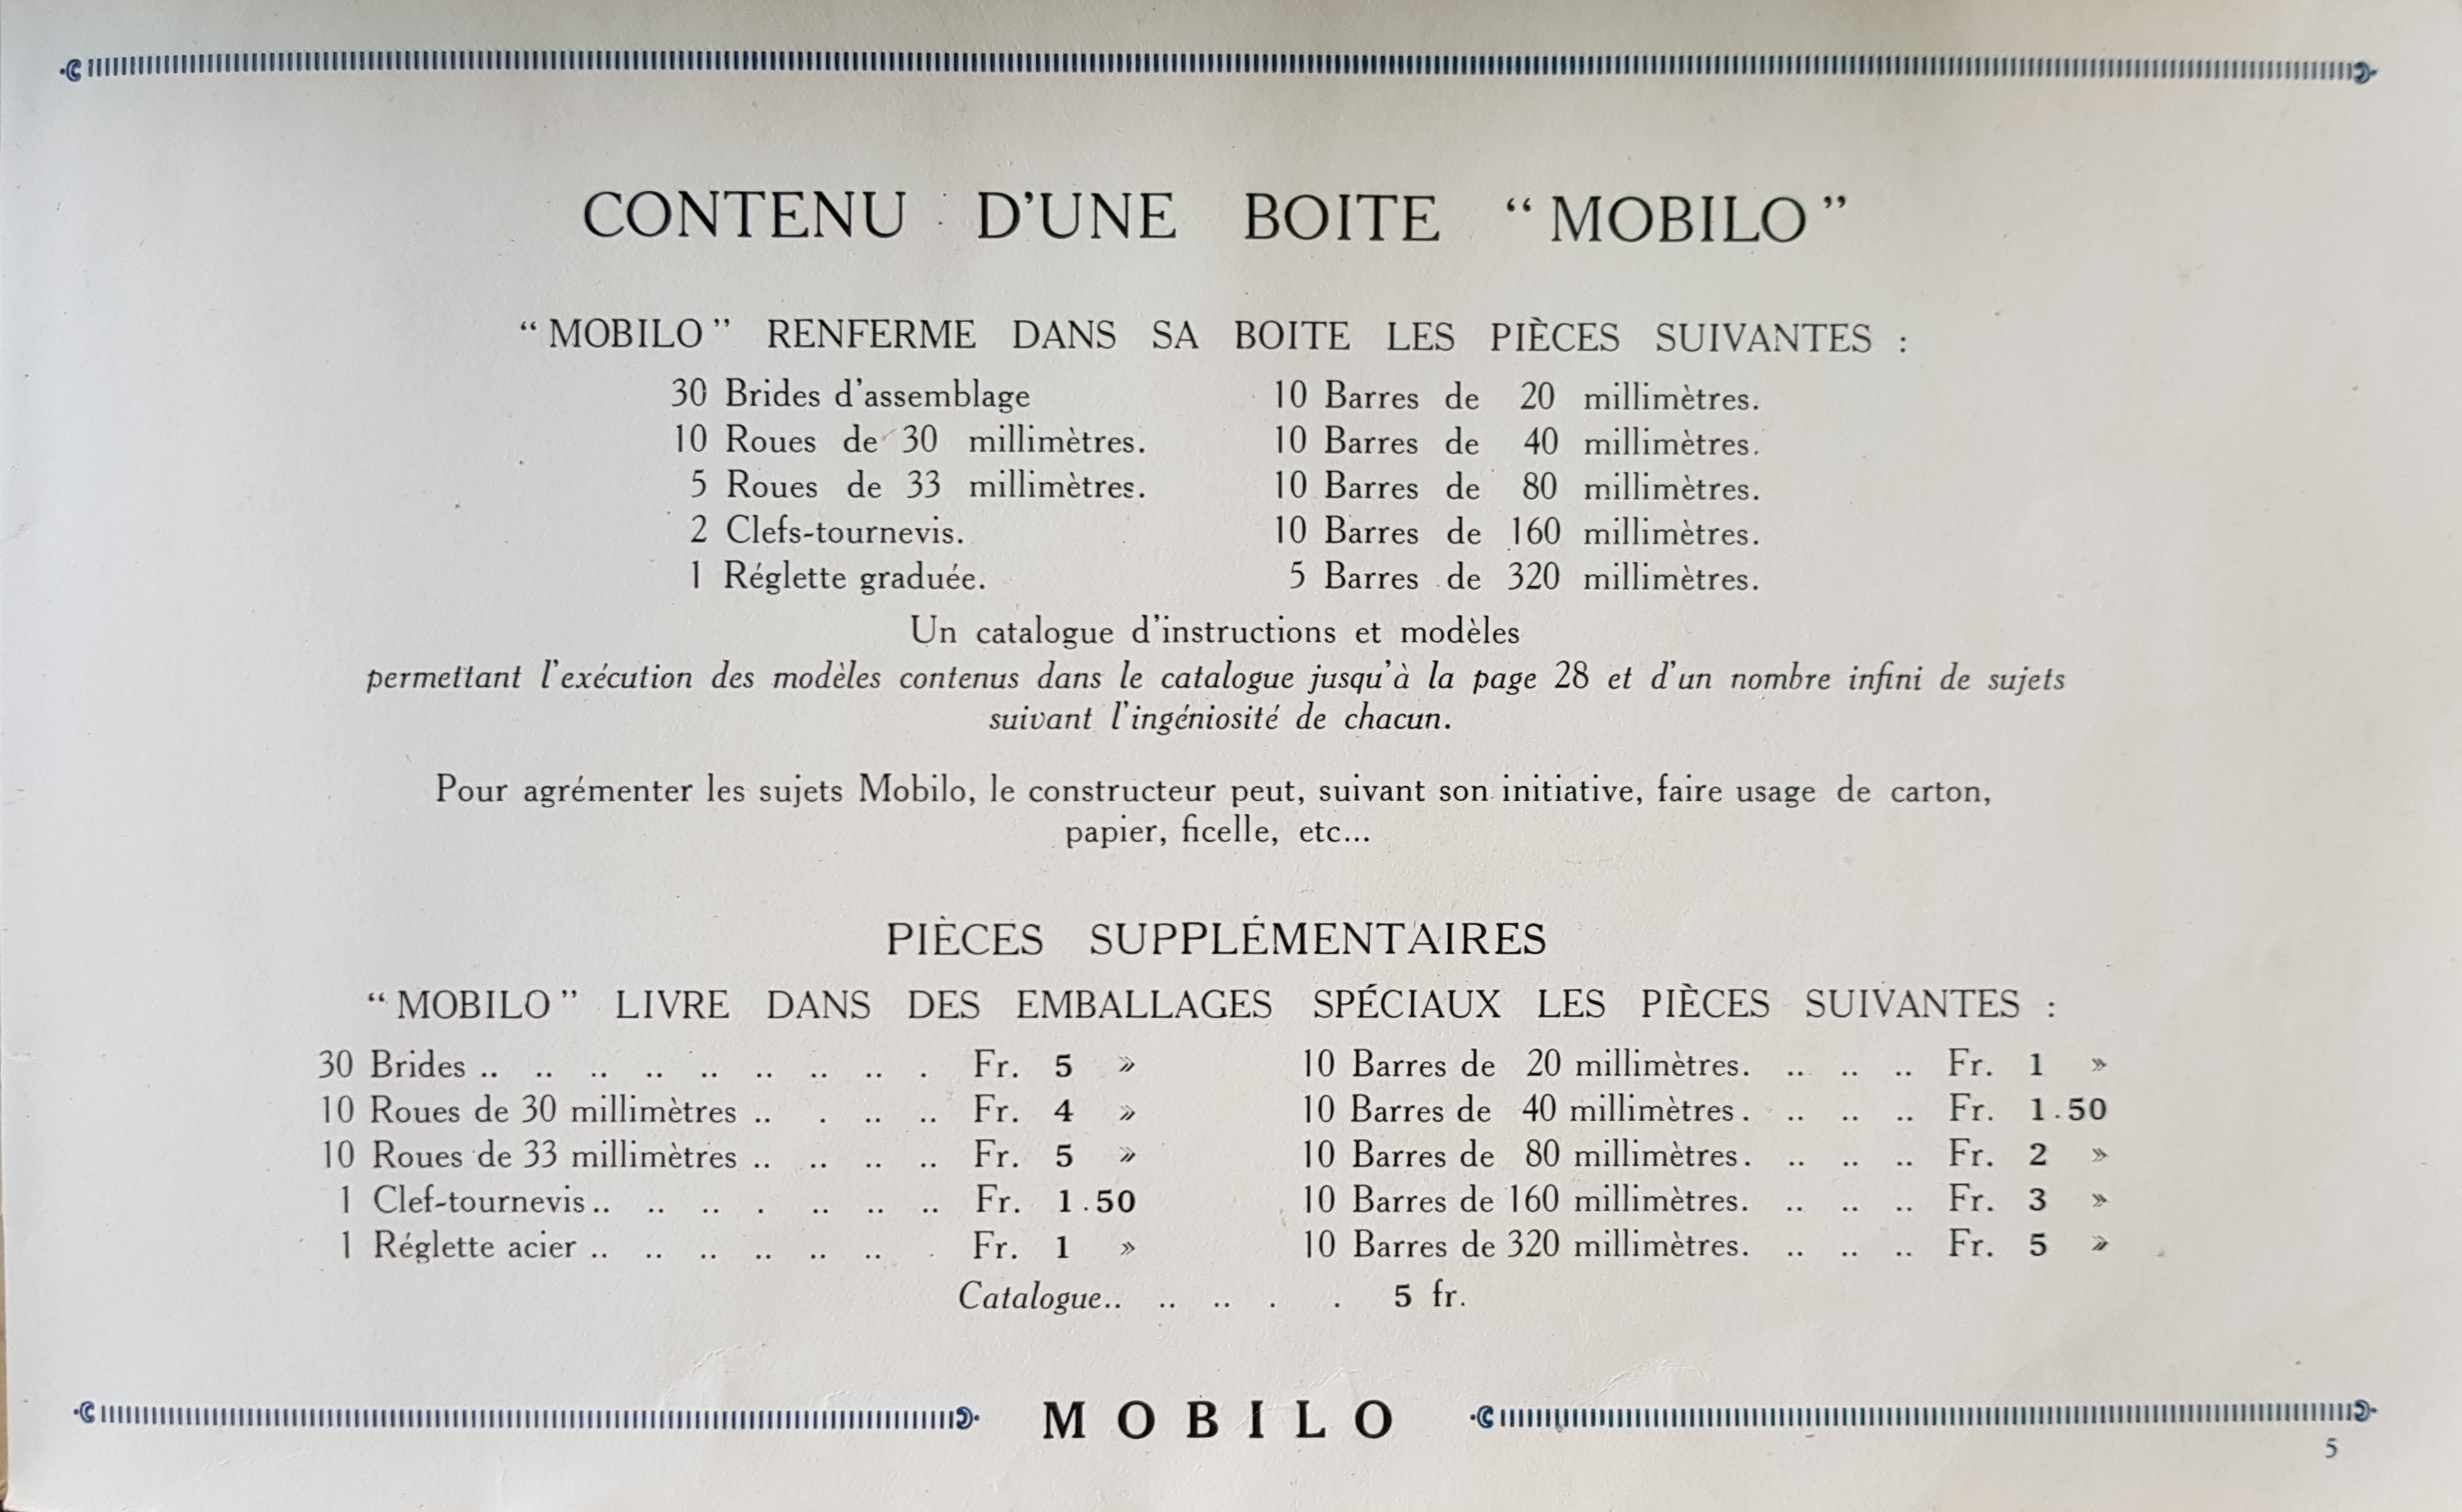 CONTENU D'UNE BOITE “MOBILO”
“MOBILO” RENFERME DANS SA BOITE LES PIÈCES SUIVANTES :
30 Brides d'assemblage
10 Roues de 30 millimètres.
5 Roues de 33 millimètres.
2 Clefs-tournevis.
1 Réglette graduée.
10 Barres de 20 millimètres.
10 Barres de 40 millimètres.
10 Barres de 80 millimètres.
10 Barres de 160 millimètres.
5 Barres de 320 millimètres.
Un catalogue d'instructions et modèles
permettant l'exécution des modèles contenus dans le catalogue jusqu'à la page 28 et d'un nombre infini de sujets
suivant l'ingéniosité de chacun.
Pour agrémenter les sujets Mobilo, le constructeur peut, suivant son initiative, faire usage de carton,
papier, ficelle, etc...
PIÈCES SUPPLÉMENTAIRES
“MOBILO” LIVRE DANS DES EMBALLAGES SPÉCIAUX LES PIÈCES SUIVANTES :
30 Brides .. .. .. .. .. .. .. .. . Fr. 5 »
10 Roues de 30 millimètres .. . .. .. Fr. 4 »
10 Roues de 33 millimètres .. .. .. .. Fr. 5 »
1 Clef-tournevis .. .. .. . .. .. .. Fr. 1.50
1 Réglette acier .. .. .. .. .. .. . Fr. 1 »
10 Barres de 20 millimètres. .. .. .. Fr. 1 »
10 Barres de 40 millimètres. .. .. .. Fr. 1.50
10 Barres de 80 millimètres. .. .. .. Fr. 2 »
10 Barres de 160 millimètres. .. .. .. Fr. 3 »
10 Barres de 320 millimètres. .. .. .. Fr. 5 »
Catalogue .. .. .. . . 5 fr.
MOBILO
5